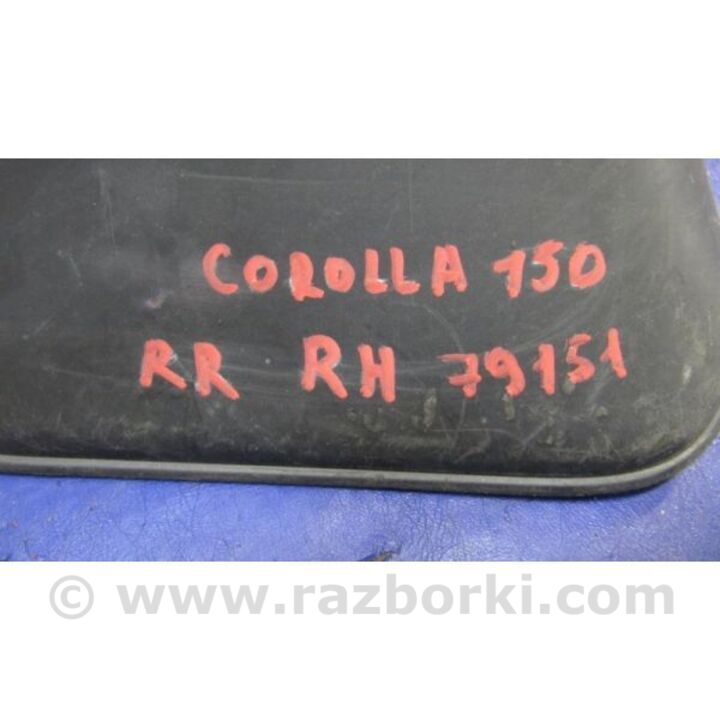 COROLLA 150
RR RH 79151
© www.razborki.com